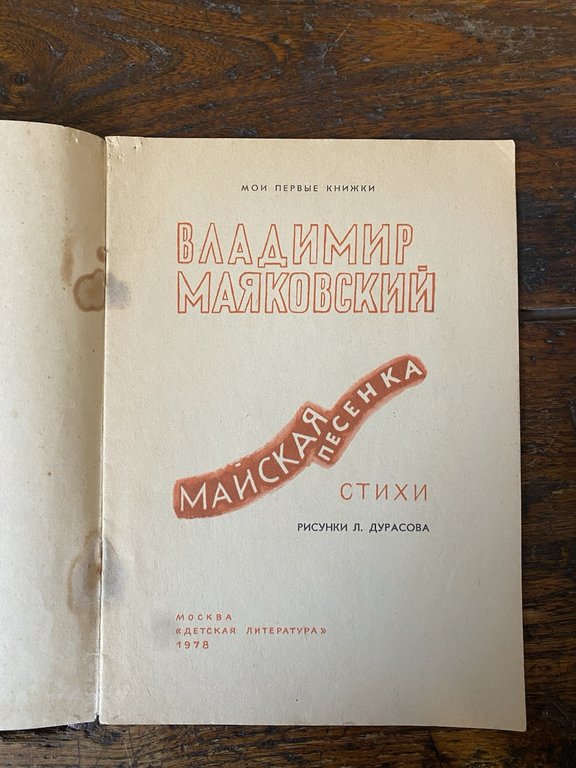 МОИ ПЕРВЫЕ КНИЖКИ
ВЛАДИМИР
МАЯКОВСКИЙ
МАЙСКАЯ
ПЕСЕНКА
СТИХИ
РИСУНКИ Л. ДУРАСОВА
МОСКВА
«ДЕТСКАЯ ЛИТЕРАТУРА»
1978